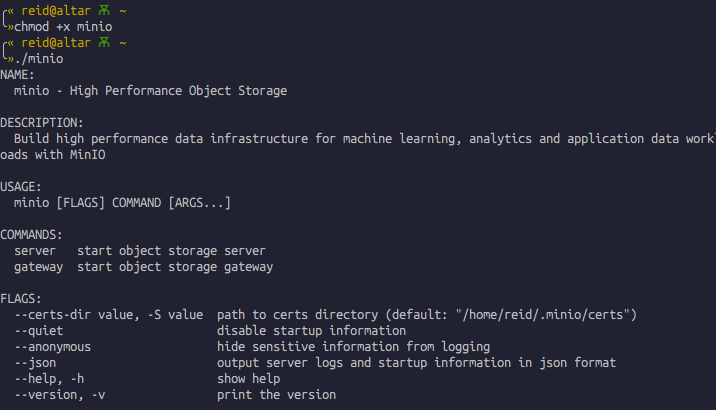 « reid@altar Ѫ ~
»chmod +x minio
« reid@altar Ѫ ~
»./minio
NAME:
  minio - High Performance Object Storage

DESCRIPTION:
  Build high performance data infrastructure for machine learning, analytics and application data workl
oads with MinIO

USAGE:
  minio [FLAGS] COMMAND [ARGS...]

COMMANDS:
  server   start object storage server
  gateway  start object storage gateway

FLAGS:
  --certs-dir value, -S value  path to certs directory (default: "/home/reid/.minio/certs")
  --quiet                      disable startup information
  --anonymous                  hide sensitive information from logging
  --json                       output server logs and startup information in json format
  --help, -h                   show help
  --version, -v                print the version